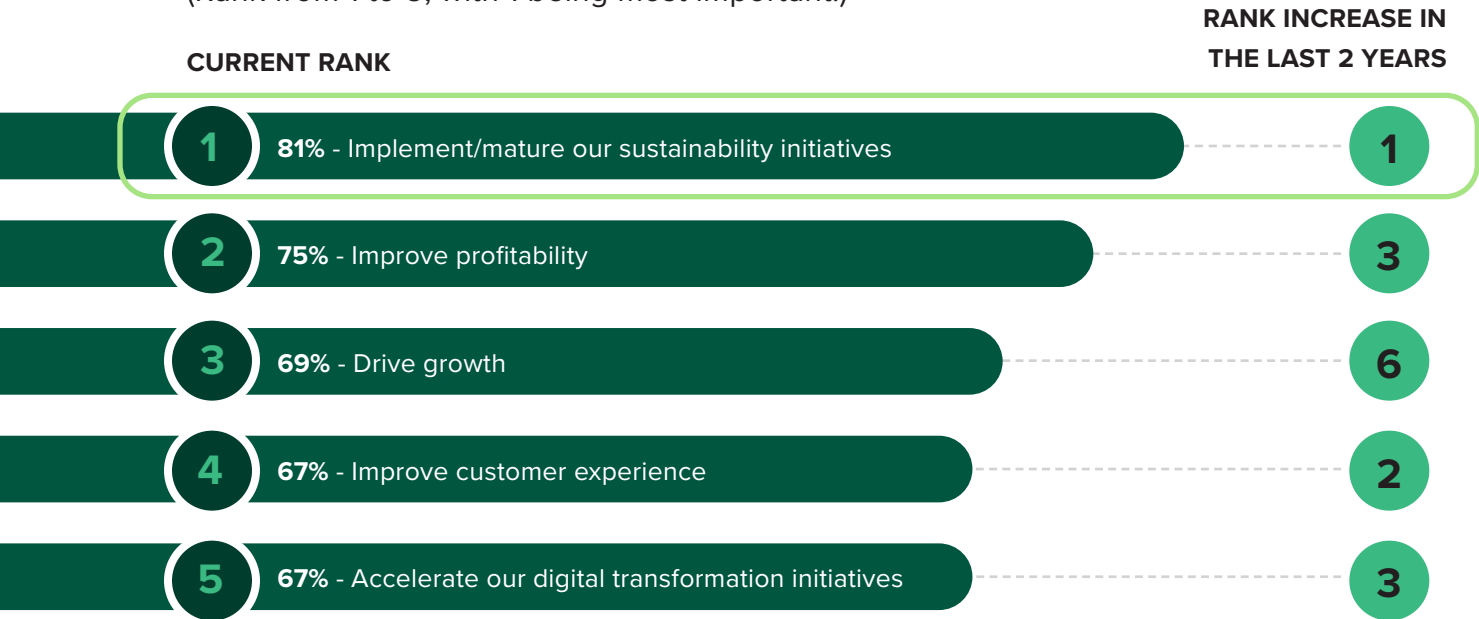 CURRENT RANK
RANK INCREASE IN
THE LAST 2 YEARS
1 81% - Implement/mature our sustainability initiatives 1
2 75% - Improve profitability 3
3 69% - Drive growth 6
4 67% - Improve customer experience 2
5 67% - Accelerate our digital transformation initiatives 3